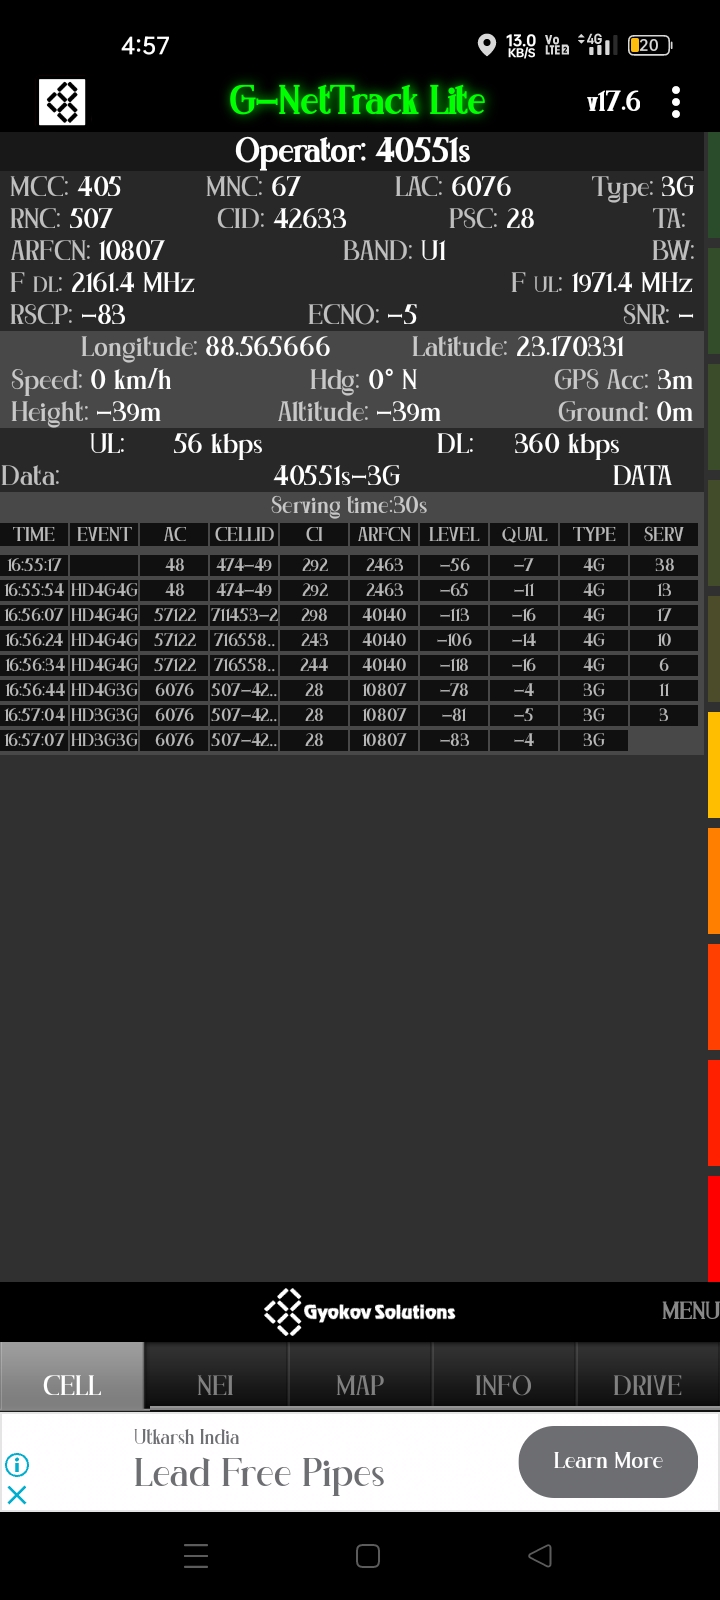 4:57 13.0 KB/S Vo LTE2 4G 20
G-NetTrack Lite v17.6
Operator: 40551s
MCC: 405 MNC: 67 LAC: 6076 Type: 3G
RNC: 507 CID: 42633 PSC: 28 TA:
ARFCN: 10807 BAND: U1 BW:
F DL: 2161.4 MHz F UL: 1971.4 MHz
RSCP: -83 ECNO: -5 SNR: -
Longitude: 88.565666 Latitude: 23.170331
Speed: 0 km/h Hdg: 0° N GPS Acc: 3m
Height: -39m Altitude: -39m Ground: 0m
UL: 56 kbps DL: 360 kbps
Data: 40551s-3G DATA
Serving time:30s
TIME EVENT AC CELLID CI ARFCN LEVEL QUAL TYPE SERV
16:55:17 48 474-49 292 2463 -56 -7 4G 38
16:55:54 HD4G4G 48 474-49 292 2463 -65 -11 4G 13
16:56:07 HD4G4G 57122 711453-2 298 40140 -113 -16 4G 17
16:56:24 HD4G4G 57122 716558.. 243 40140 -106 -14 4G 10
16:56:34 HD4G4G 57122 716558.. 244 40140 -118 -16 4G 6
16:56:44 HD4G3G 6076 507-42.. 28 10807 -78 -4 3G 11
16:57:04 HD3G3G 6076 507-42.. 28 10807 -81 -5 3G 3
16:57:07 HD3G3G 6076 507-42.. 28 10807 -83 -4 3G
Gyokov Solutions MENU
CELL NEI MAP INFO DRIVE
Utkarsh India
Lead Free Pipes Learn More